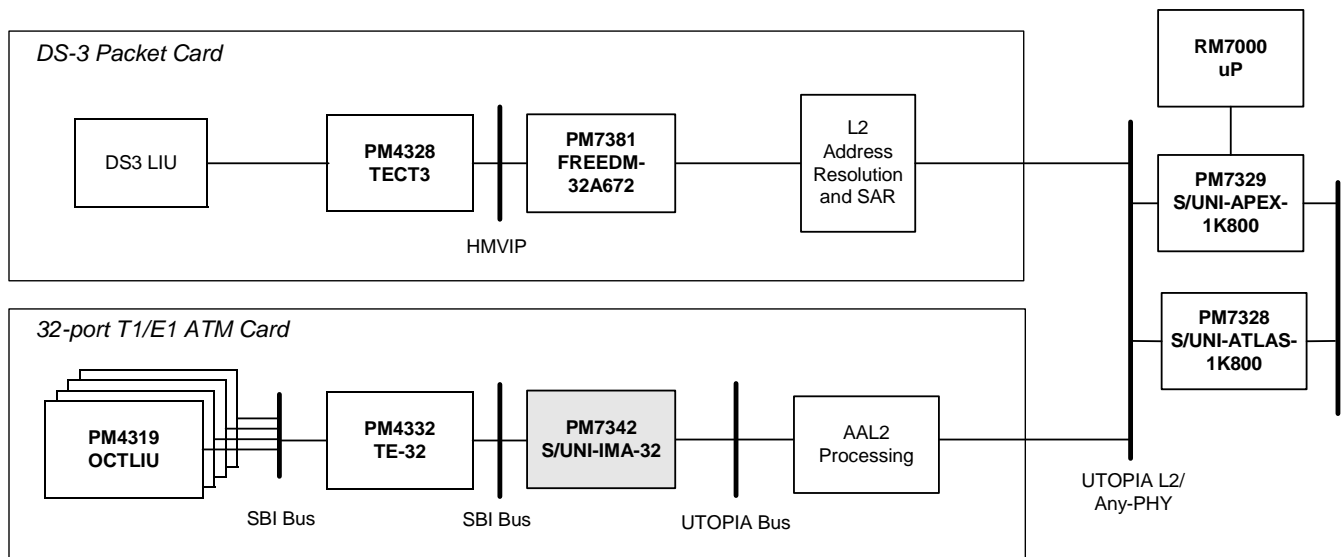 DS-3 Packet Card
DS3 LIU
PM4328
TECT3
HMVIP
PM7381
FREEDM-
32A672
L2
Address
Resolution
and SAR
RM7000
uP
PM7329
S/UNI-APEX-
1K800
PM7328
S/UNI-ATLAS-
1K800
UTOPIA L2/
Any-PHY
32-port T1/E1 ATM Card
PM4319
OCTLIU
SBI Bus
PM4332
TE-32
SBI Bus
PM7342
S/UNI-IMA-32
UTOPIA Bus
AAL2
Processing